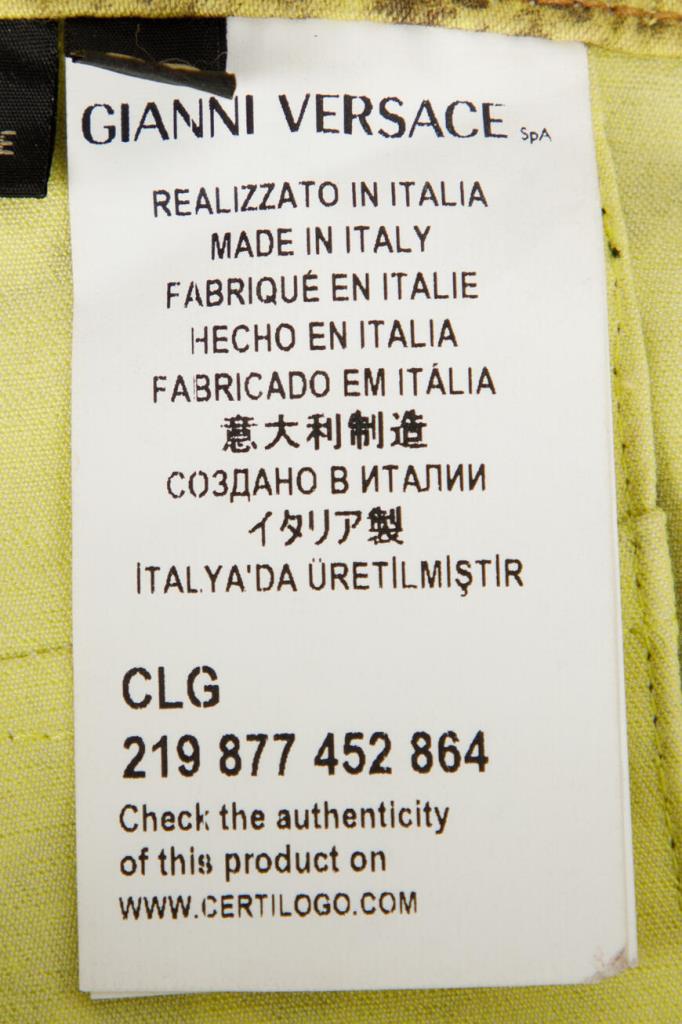 GIANNI VERSACE SpA
REALIZZATO IN ITALIA
MADE IN ITALY
FABRIQUÉ EN ITALIE
HECHO EN ITALIA
FABRICADO EM ITÁLIA
意大利制造
СОЗДАНО В ИТАЛИИ
イタリア製
İTALYA'DA ÜRETİLMİŞTİR
CLG
219 877 452 864
Check the authenticity
of this product on
WWW.CERTILOGO.COM